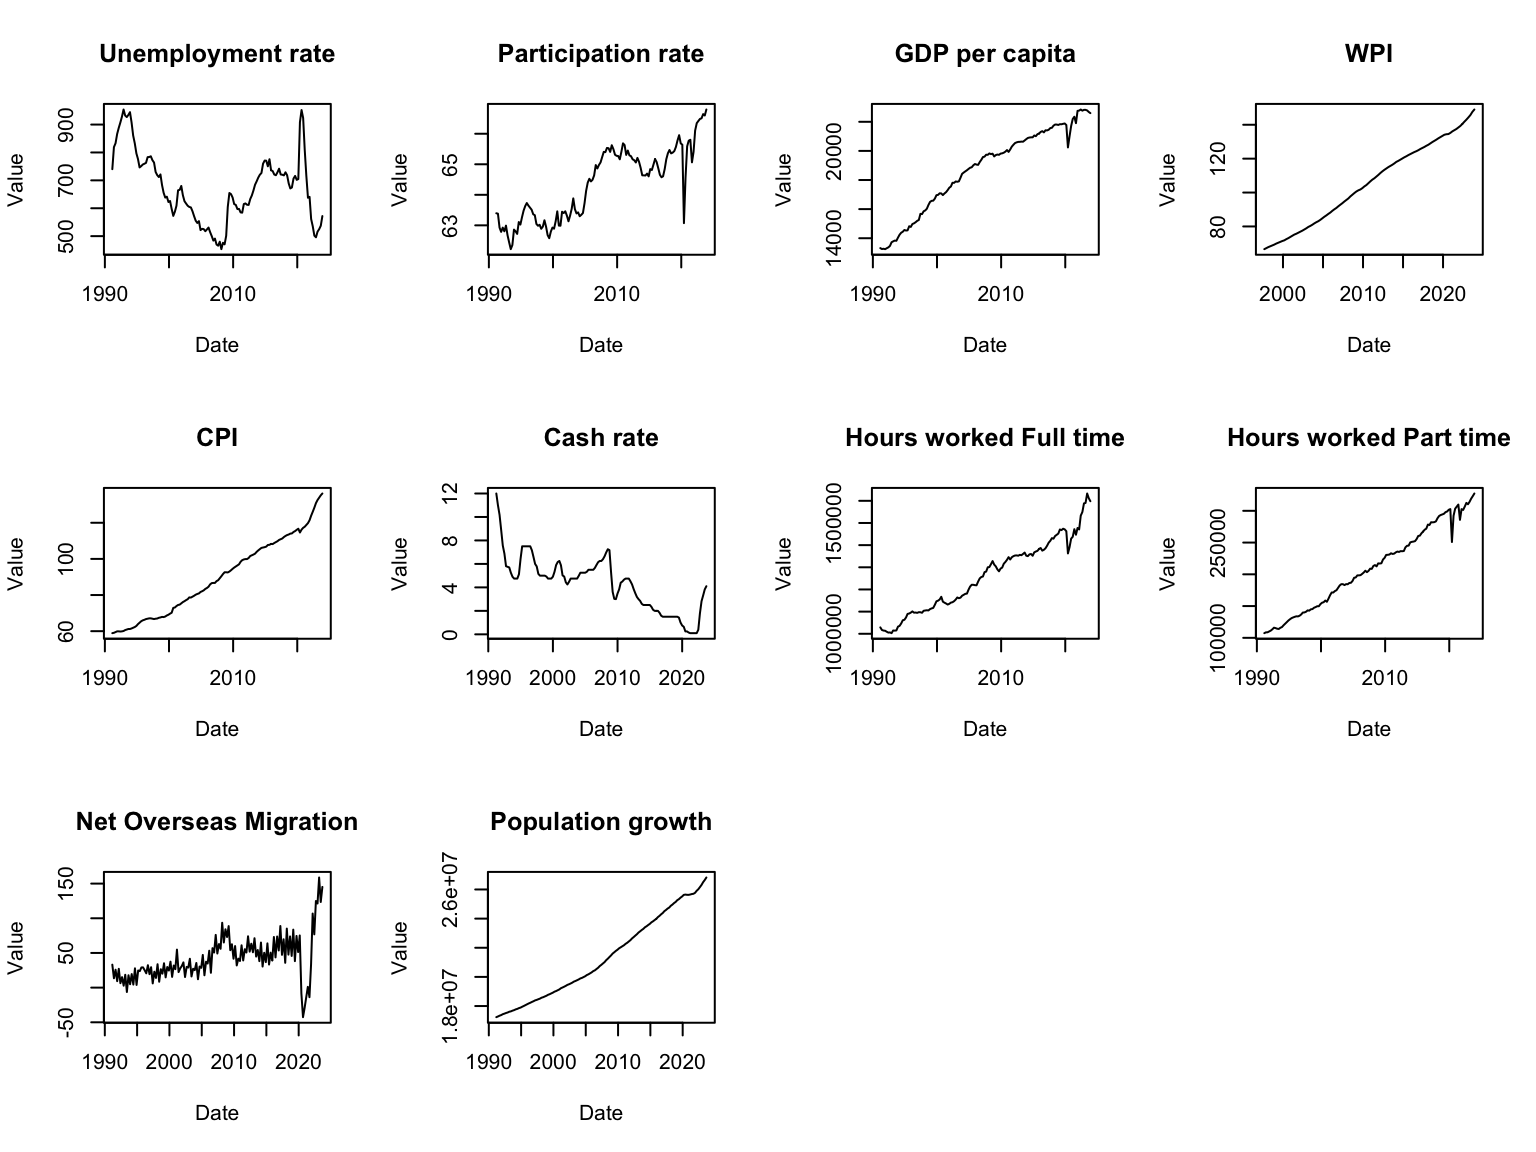 Unemployment rate
Value
500 700 900
1990 2010
Date
Participation rate
Value
63 65
1990 2010
Date
GDP per capita
Value
14000 20000
1990 2010
Date
WPI
Value
80 120
2000 2010 2020
Date
CPI
Value
60 100
1990 2010
Date
Cash rate
Value
0 4 8 12
1990 2000 2010 2020
Date
Hours worked Full time
Value
1000000 1500000
1990 2010
Date
Hours worked Part time
Value
100000 250000
1990 2010
Date
Net Overseas Migration
Value
-50 50 150
1990 2000 2010 2020
Date
Population growth
Value
1.8e+07 2.6e+07
1990 2000 2010 2020
Date